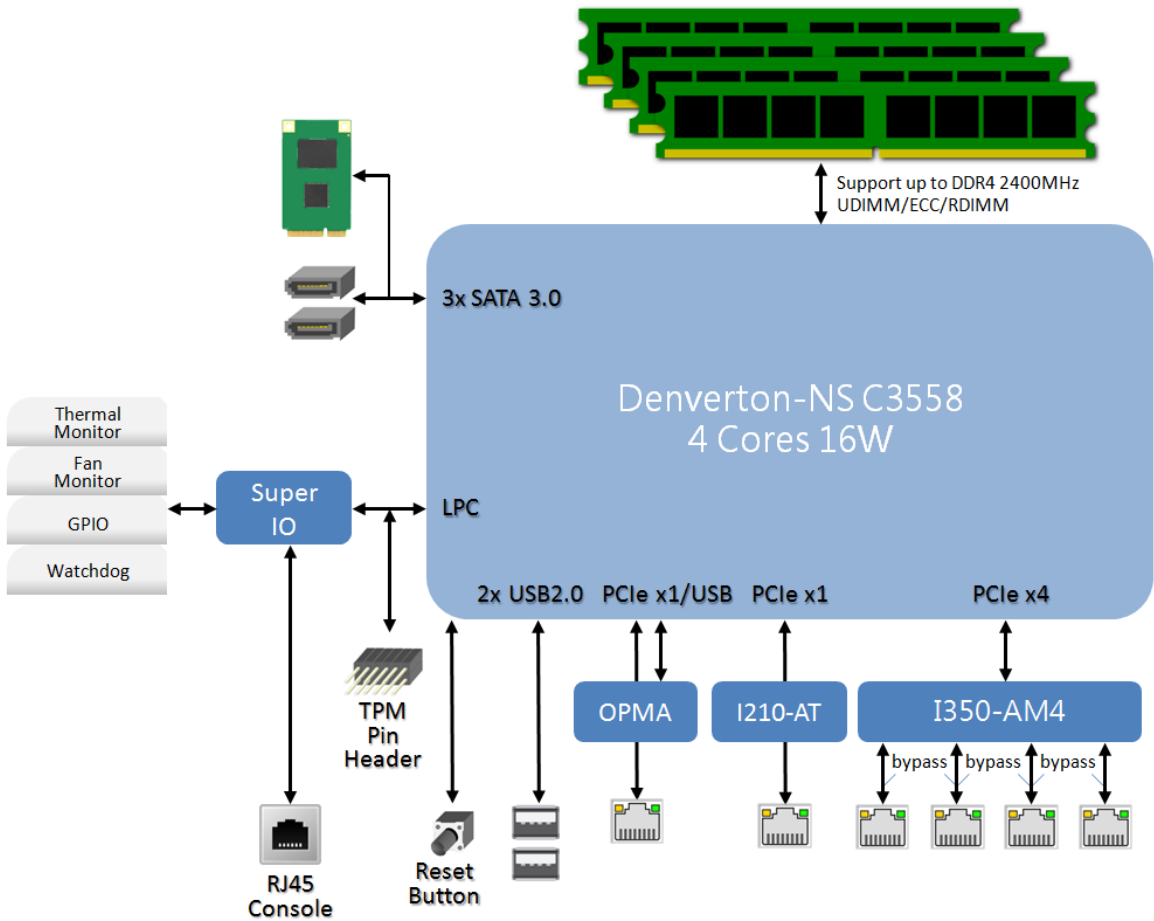 Support up to DDR4 2400MHz
UDIMM/ECC/RDIMM
3x SATA 3.0
Denverton-NS C3558
4 Cores 16W
Thermal
Monitor
Fan
Monitor
GPIO
Watchdog
Super
IO
LPC
2x USB2.0
PCIe x1/USB
PCIe x1
PCIe x4
TPM
Pin
Header
OPMA
I210-AT
I350-AM4
bypass
bypass
bypass
RJ45
Console
Reset
Button